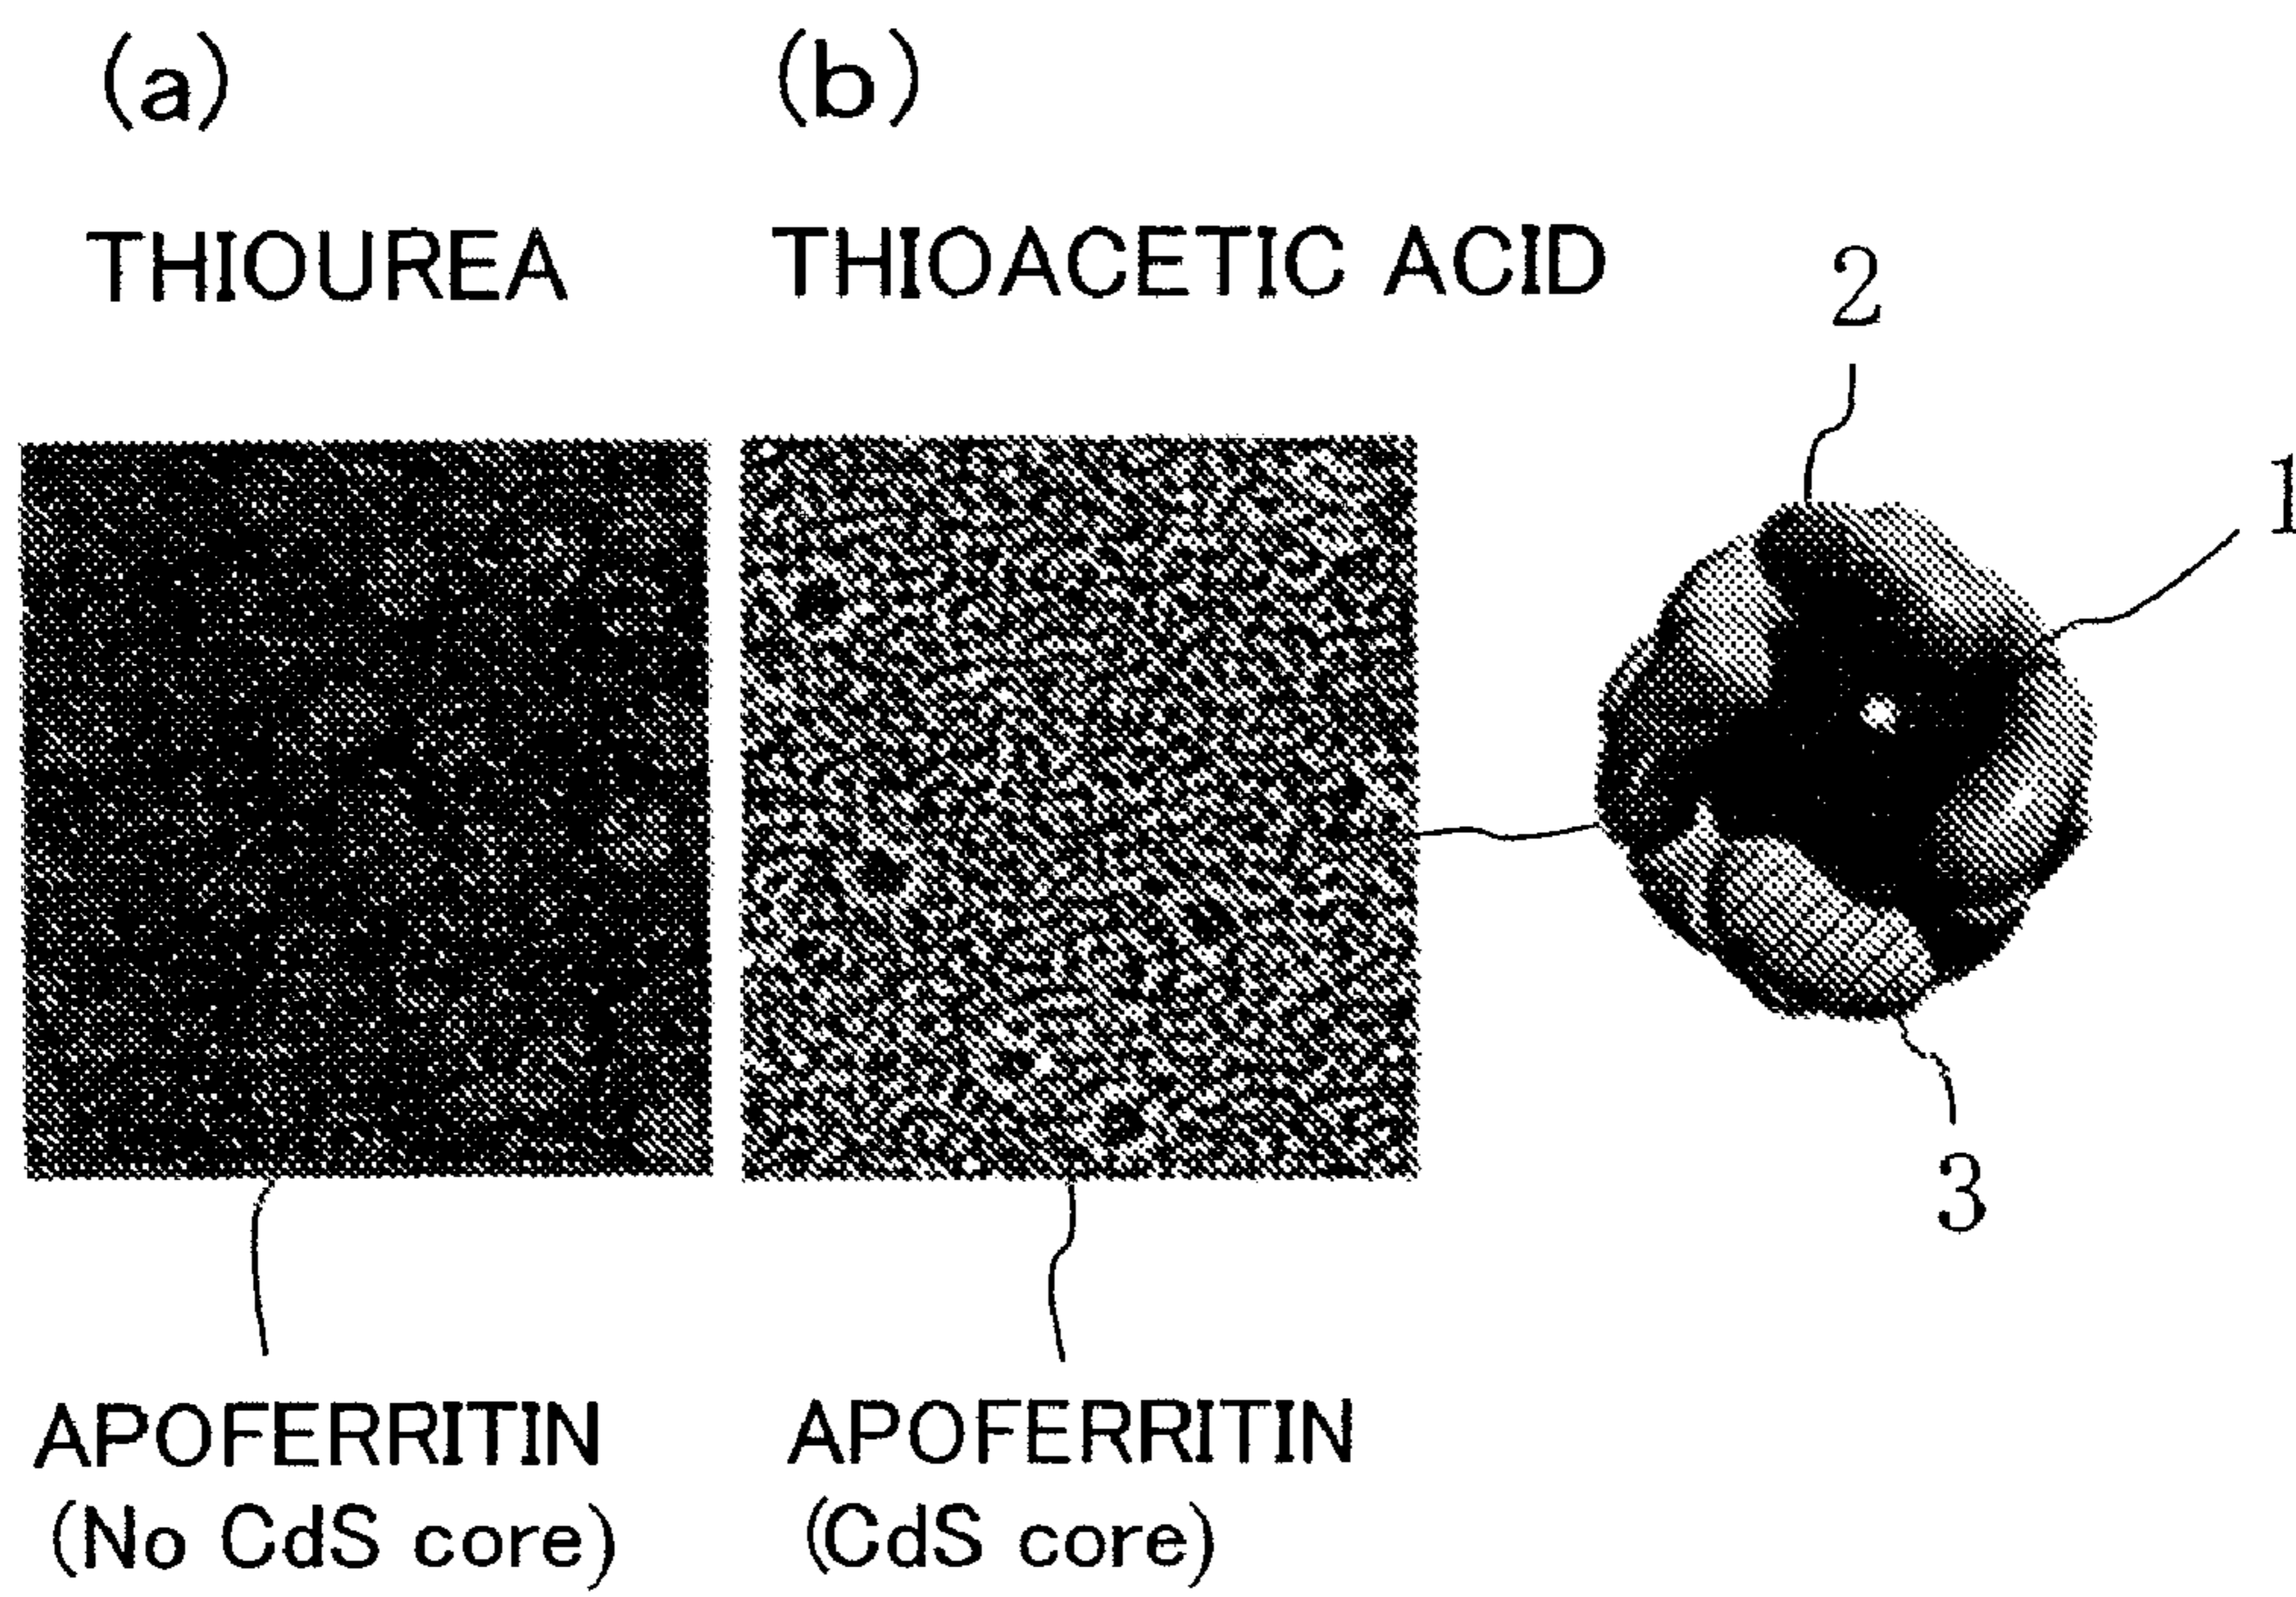 (a)
(b)
THIOUREA
THIOACETIC ACID
2
1
3
APOFERRITIN
(No CdS core)
APOFERRITIN
(CdS core)